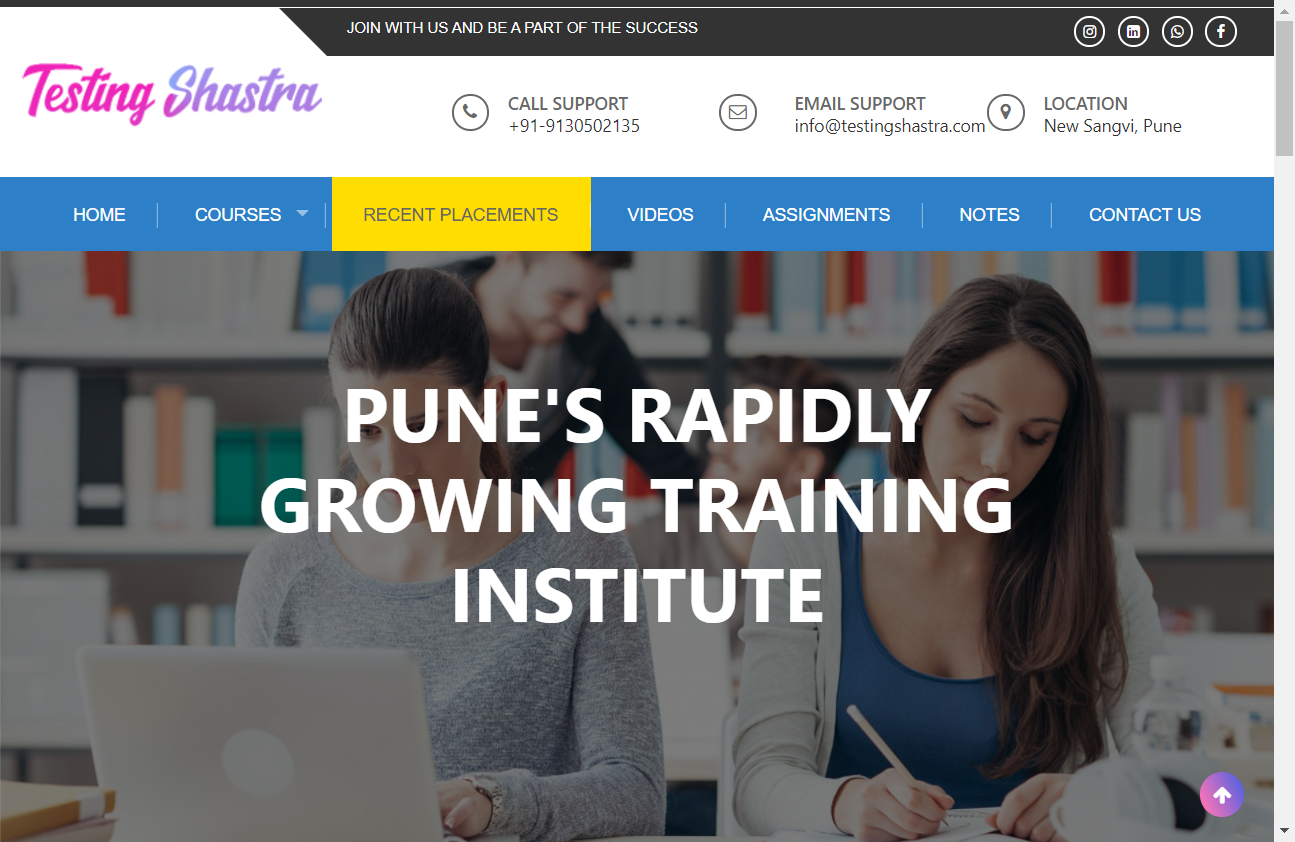 JOIN WITH US AND BE A PART OF THE SUCCESS
Testing Shastra
CALL SUPPORT
+91-9130502135
EMAIL SUPPORT
info@testingshastra.com
LOCATION
New Sangvi, Pune
HOME
COURSES
RECENT PLACEMENTS
VIDEOS
ASSIGNMENTS
NOTES
CONTACT US
PUNE'S RAPIDLY
GROWING TRAINING
INSTITUTE